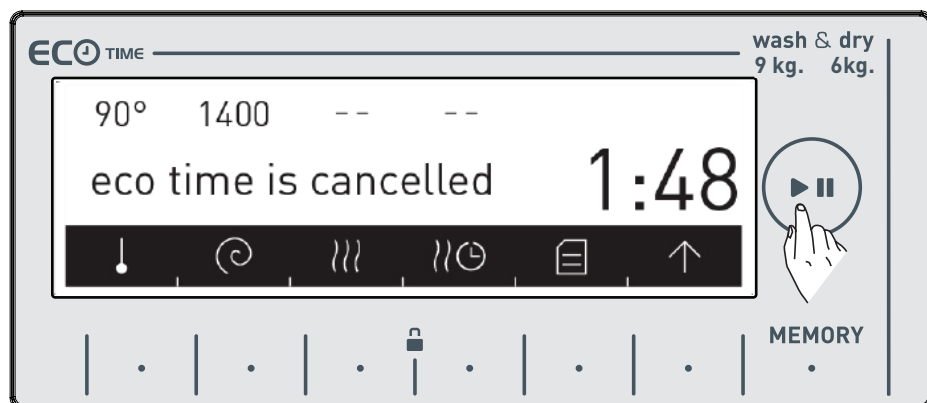 ECO TIME
wash & dry
9 kg. 6kg.
90° 1400 -- --
eco time is cancelled 1:48
MEMORY